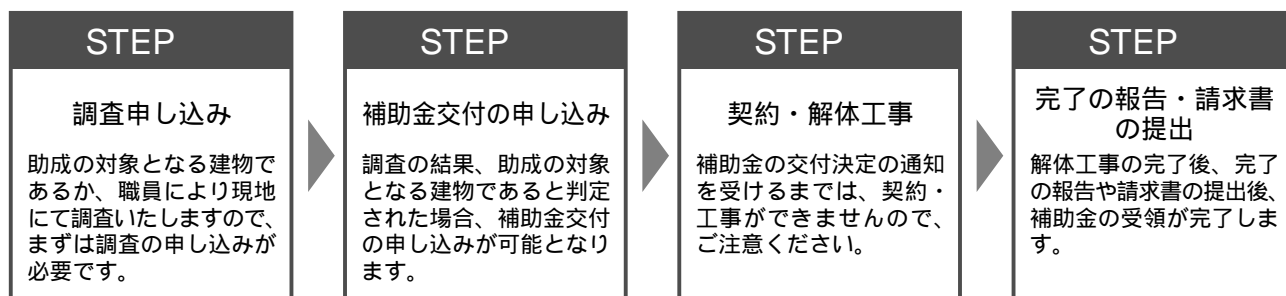 STEP
調査申し込み
助成の対象となる建物で
あるか、職員により現地
にて調査いたしますので、
まずは調査の申し込みが
必要です。
STEP
補助金交付の申し込み
調査の結果、助成の対象
となる建物であると判定
された場合、補助金交付
の申し込みが可能となり
ます。
STEP
契約・解体工事
補助金の交付決定の通知
を受けるまでは、契約・
工事ができませんので、
ご注意ください。
STEP
完了の報告・請求書
の提出
解体工事の完了後、完了
の報告や請求書の提出後、
補助金の受領が完了しま
す。